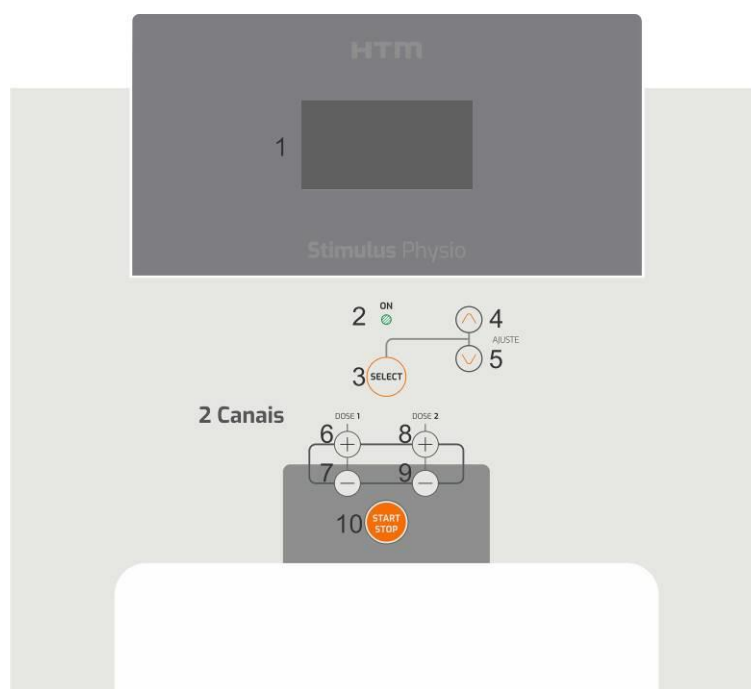 HTM
1
Stimulus Physio
2 ON
4
AJUSTE
5
3 SELECT
2 Canais
DOSE 1 DOSE 2
6 + 8 +
7 − 9 −
10 START
STOP